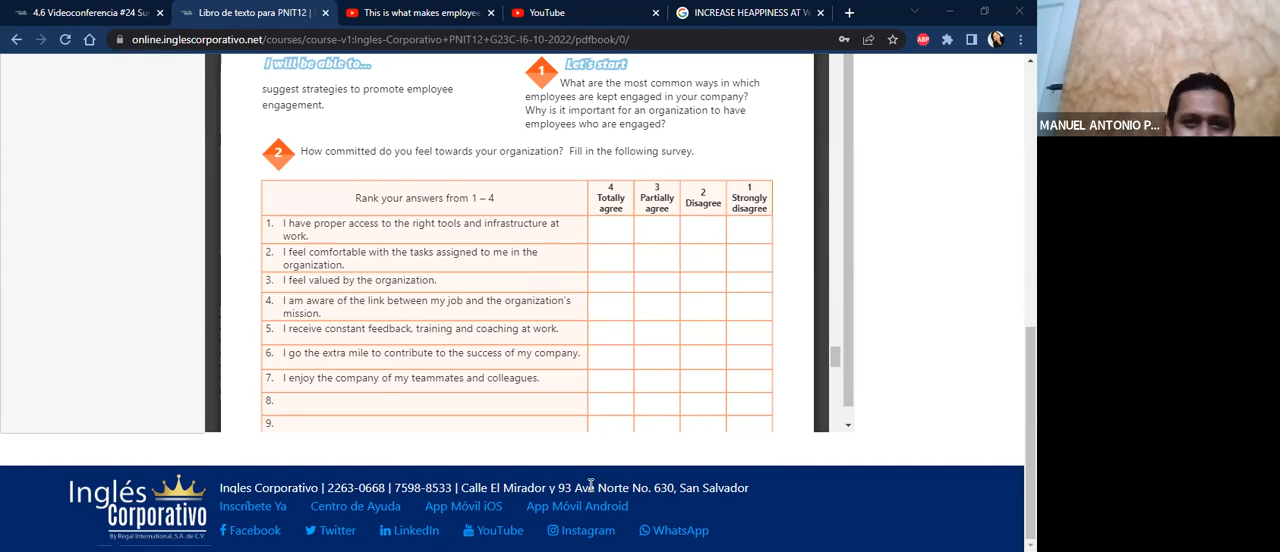 4.6 Videoconferencia #24 Su
Libro de texto para PNIT12 |
This is what makes employee
YouTube
INCREASE HEAPPINESS AT W
online.inglescorporativo.net/courses/course-v1:Ingles-Corporativo+PNIT12+G23C-I6-10-2022/pdfbook/0/
ABP
MANUEL ANTONIO P...
I will be able to...
suggest strategies to promote employee
engagement.
1 Let's start
What are the most common ways in which
employees are kept engaged in your company?
Why is it important for an organization to have
employees who are engaged?
2 How committed do you feel towards your organization? Fill in the following survey.
Rank your answers from 1 – 4
4 Totally agree
3 Partially agree
2 Disagree
1 Strongly disagree
1. I have proper access to the right tools and infrastructure at
work.
2. I feel comfortable with the tasks assigned to me in the
organization.
3. I feel valued by the organization.
4. I am aware of the link between my job and the organization's
mission.
5. I receive constant feedback, training and coaching at work.
6. I go the extra mile to contribute to the success of my company.
7. I enjoy the company of my teammates and colleagues.
8.
9.
Inglés
Corporativo
By Regal International, S.A. de C.V.
Inglés Corporativo | 2263-0668 | 7598-8533 | Calle El Mirador y 93 Ave Norte No. 630, San Salvador
Inscríbete Ya Centro de Ayuda App Móvil iOS App Móvil Android
Facebook Twitter LinkedIn YouTube Instagram WhatsApp